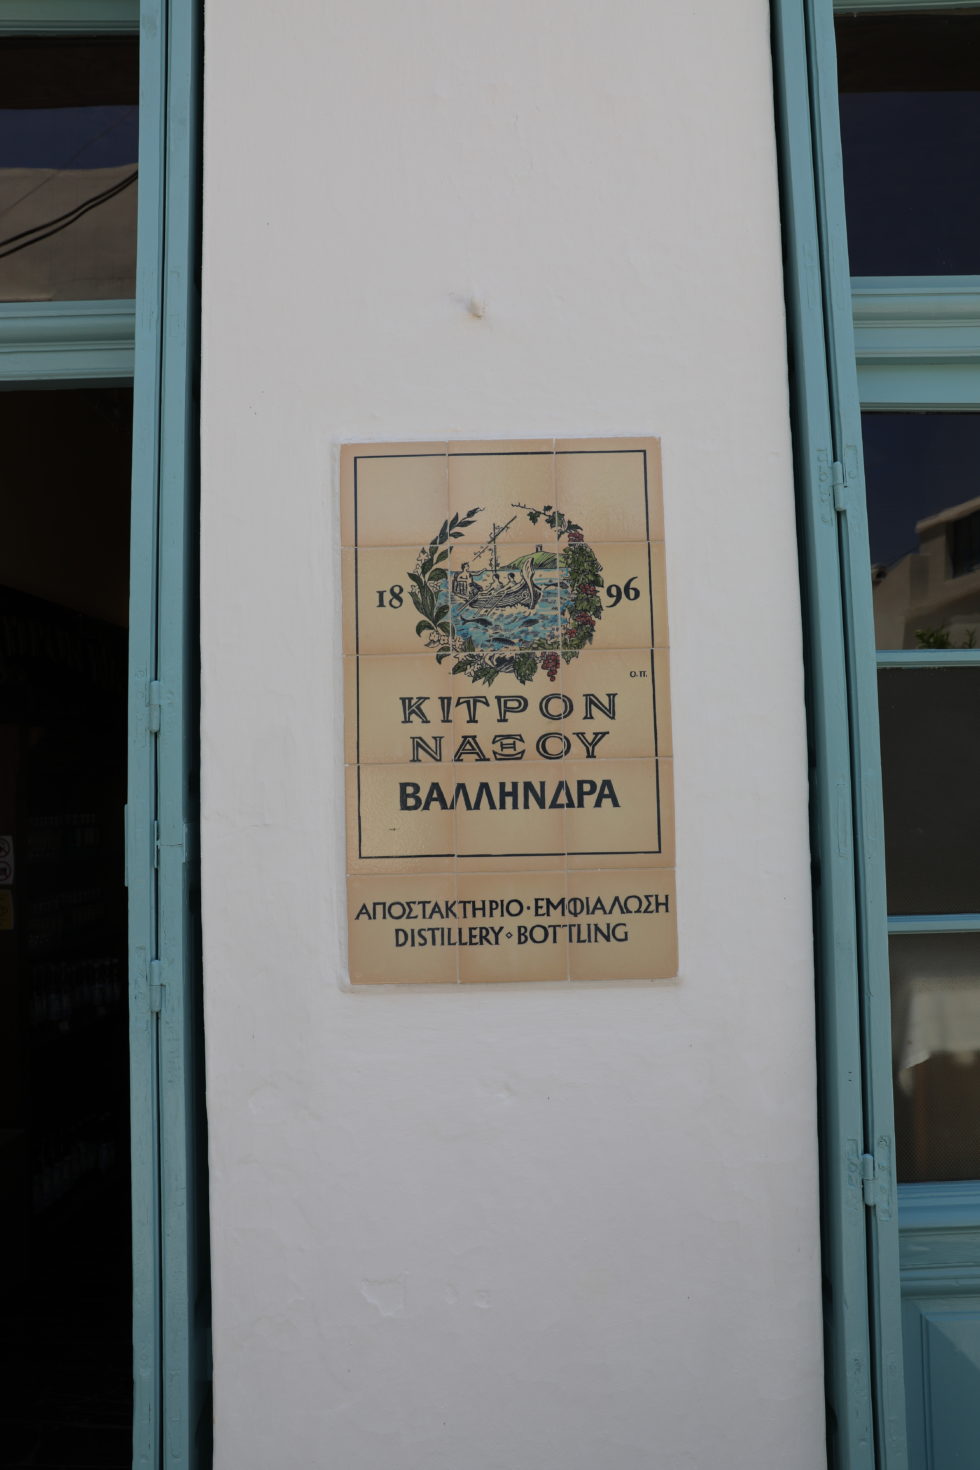 18 96
Ο.Π.
ΚΙΤΡΟΝ
ΝΑΞΟΥ
ΒΑΛΛΗΝΔΡΑ
ΑΠΟΣΤΑΚΤΗΡΙΟ·ΕΜΦΙΑΛΩΣΗ
DISTILLERY⋄BOTTLING